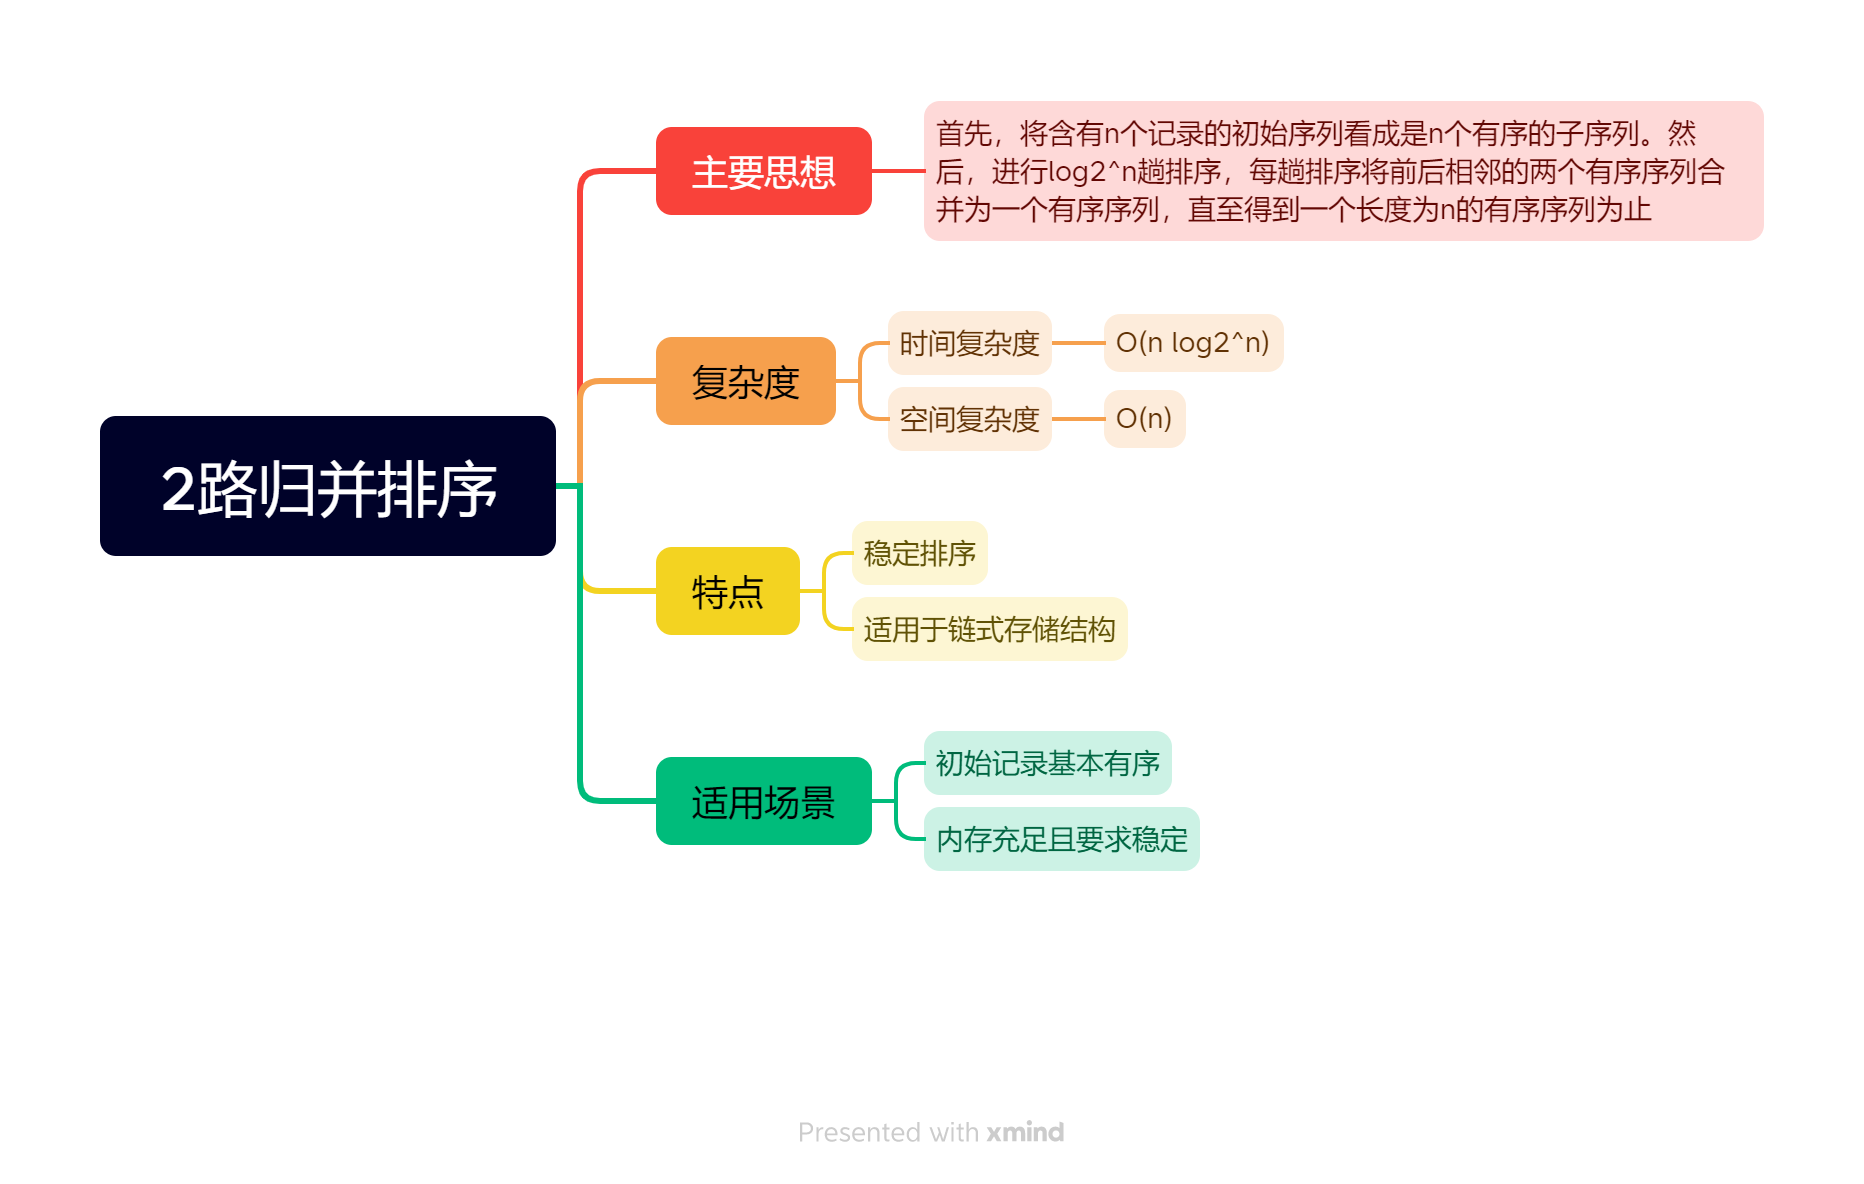 2路归并排序
主要思想
首先，将含有n个记录的初始序列看成是n个有序的子序列。然
后，进行log2^n趟排序，每趟排序将前后相邻的两个有序序列合
并为一个有序序列，直至得到一个长度为n的有序序列为止
复杂度
时间复杂度
O(n log2^n)
空间复杂度
O(n)
特点
稳定排序
适用于链式存储结构
适用场景
初始记录基本有序
内存充足且要求稳定
Presented with xmind